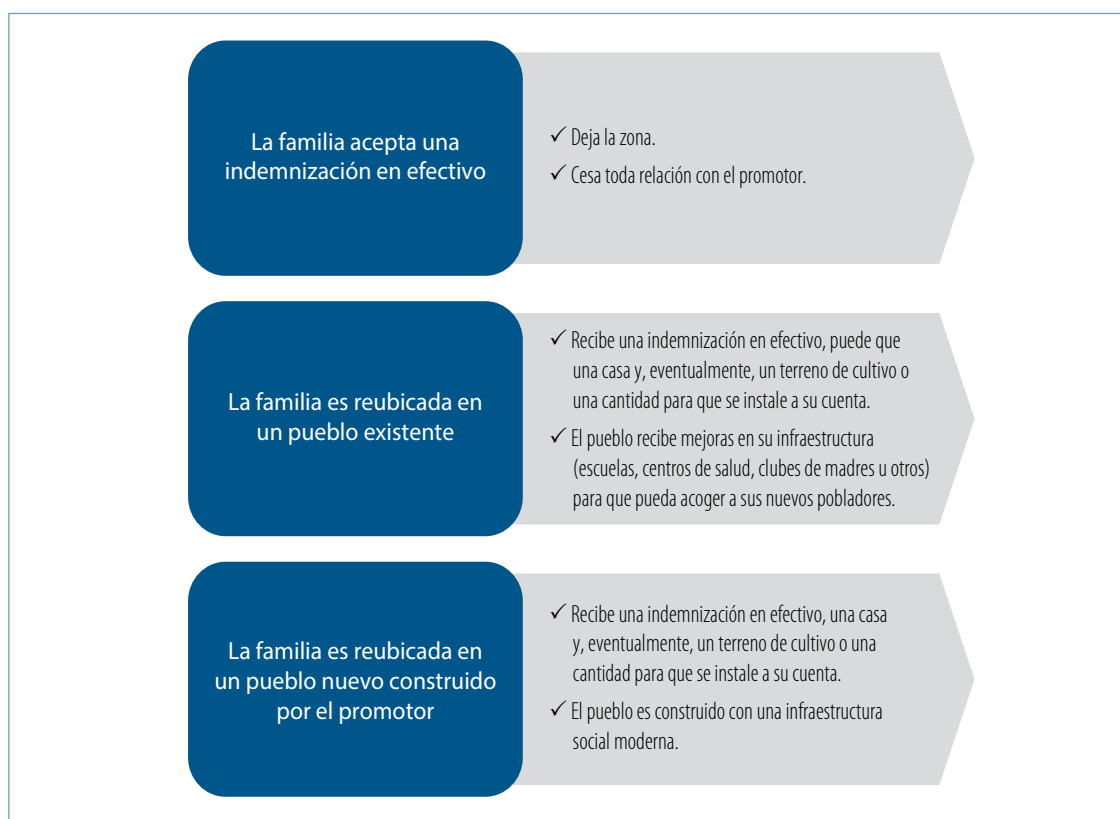 La familia acepta una
indemnización en efectivo
✓ Deja la zona.
✓ Cesa toda relación con el promotor.
La familia es reubicada en
un pueblo existente
✓ Recibe una indemnización en efectivo, puede que
una casa y, eventualmente, un terreno de cultivo o
una cantidad para que se instale a su cuenta.
✓ El pueblo recibe mejoras en su infraestructura
(escuelas, centros de salud, clubes de madres u otros)
para que pueda acoger a sus nuevos pobladores.
La familia es reubicada en
un pueblo nuevo construido
por el promotor
✓ Recibe una indemnización en efectivo, una casa
y, eventualmente, un terreno de cultivo o una
cantidad para que se instale a su cuenta.
✓ El pueblo es construido con una infraestructura
social moderna.